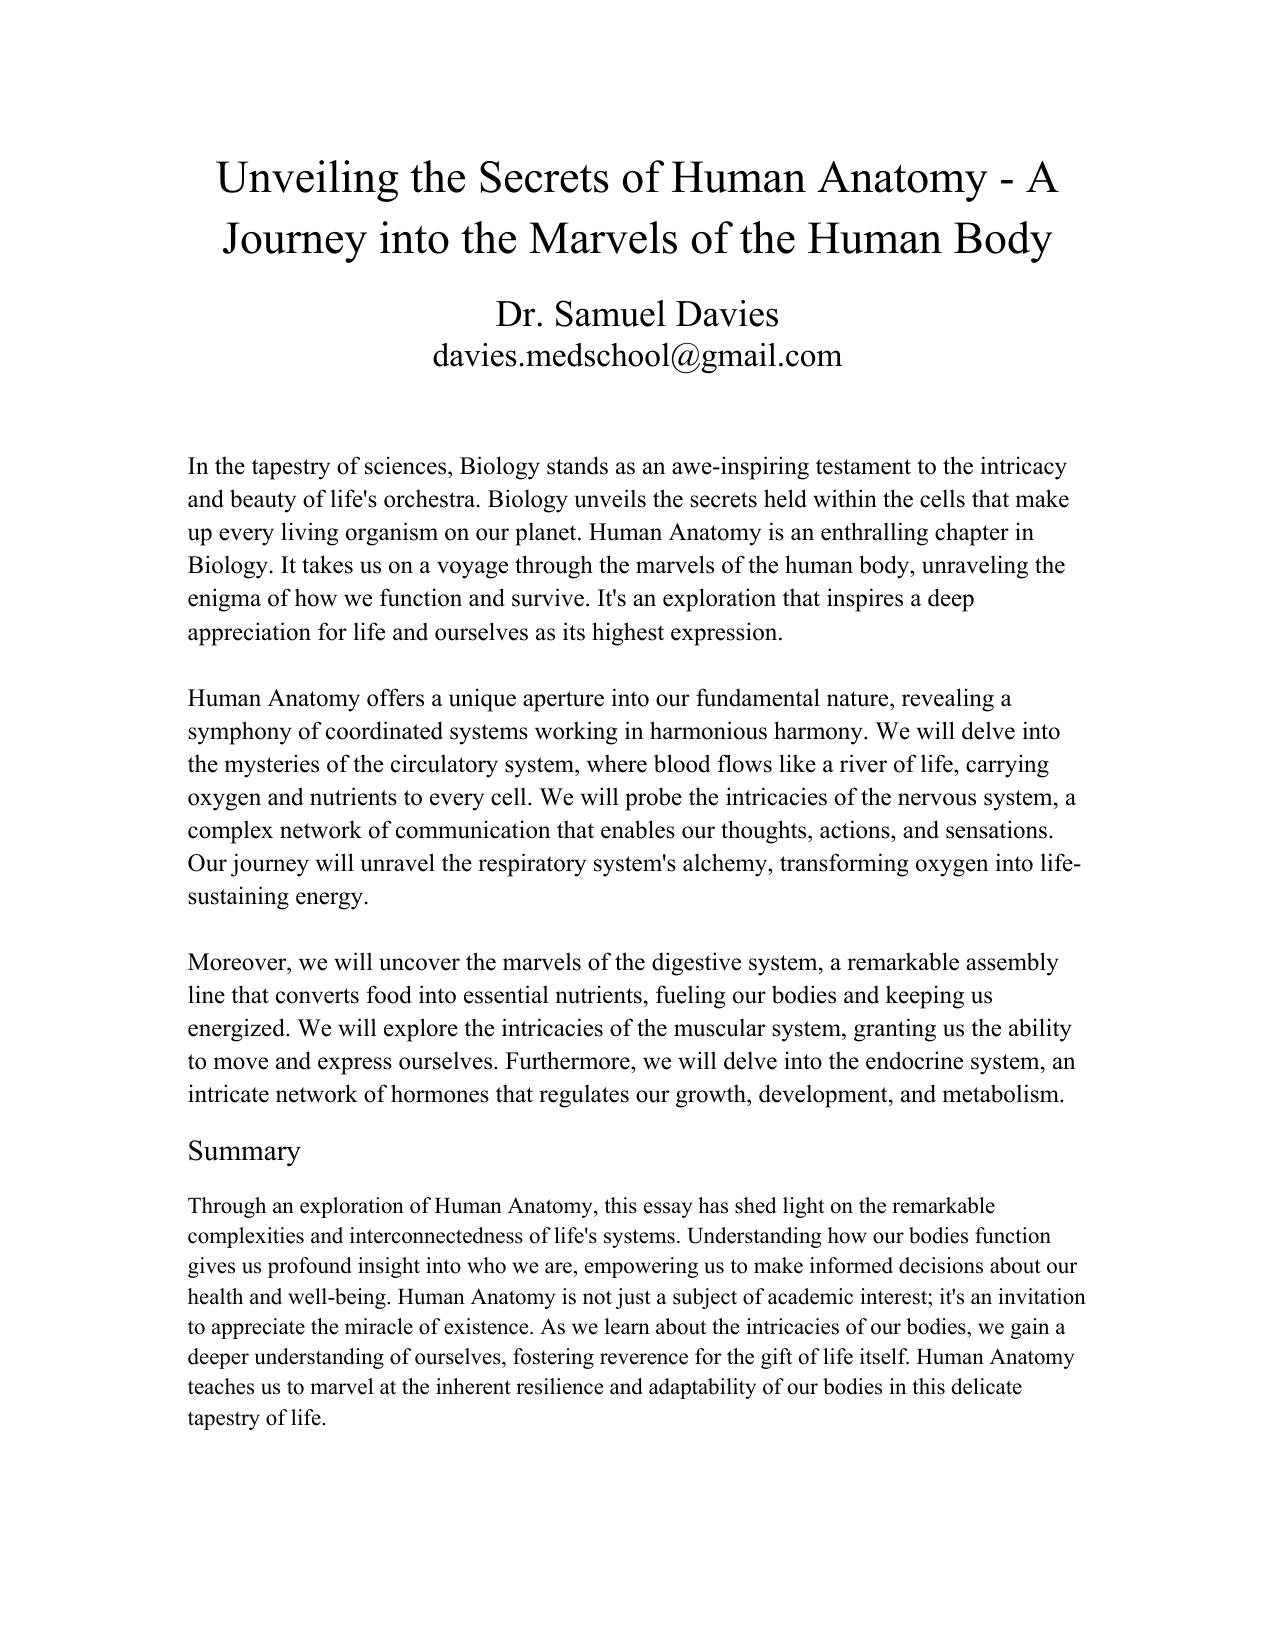 Unveiling the Secrets of Human Anatomy - A
Journey into the Marvels of the Human Body
Dr. Samuel Davies
davies.medschool@gmail.com
In the tapestry of sciences, Biology stands as an awe-inspiring testament to the intricacy
and beauty of life's orchestra. Biology unveils the secrets held within the cells that make
up every living organism on our planet. Human Anatomy is an enthralling chapter in
Biology. It takes us on a voyage through the marvels of the human body, unraveling the
enigma of how we function and survive. It's an exploration that inspires a deep
appreciation for life and ourselves as its highest expression.
Human Anatomy offers a unique aperture into our fundamental nature, revealing a
symphony of coordinated systems working in harmonious harmony. We will delve into
the mysteries of the circulatory system, where blood flows like a river of life, carrying
oxygen and nutrients to every cell. We will probe the intricacies of the nervous system, a
complex network of communication that enables our thoughts, actions, and sensations.
Our journey will unravel the respiratory system's alchemy, transforming oxygen into life-
sustaining energy.
Moreover, we will uncover the marvels of the digestive system, a remarkable assembly
line that converts food into essential nutrients, fueling our bodies and keeping us
energized. We will explore the intricacies of the muscular system, granting us the ability
to move and express ourselves. Furthermore, we will delve into the endocrine system, an
intricate network of hormones that regulates our growth, development, and metabolism.
Summary
Through an exploration of Human Anatomy, this essay has shed light on the remarkable
complexities and interconnectedness of life's systems. Understanding how our bodies function
gives us profound insight into who we are, empowering us to make informed decisions about our
health and well-being. Human Anatomy is not just a subject of academic interest; it's an invitation
to appreciate the miracle of existence. As we learn about the intricacies of our bodies, we gain a
deeper understanding of ourselves, fostering reverence for the gift of life itself. Human Anatomy
teaches us to marvel at the inherent resilience and adaptability of our bodies in this delicate
tapestry of life.